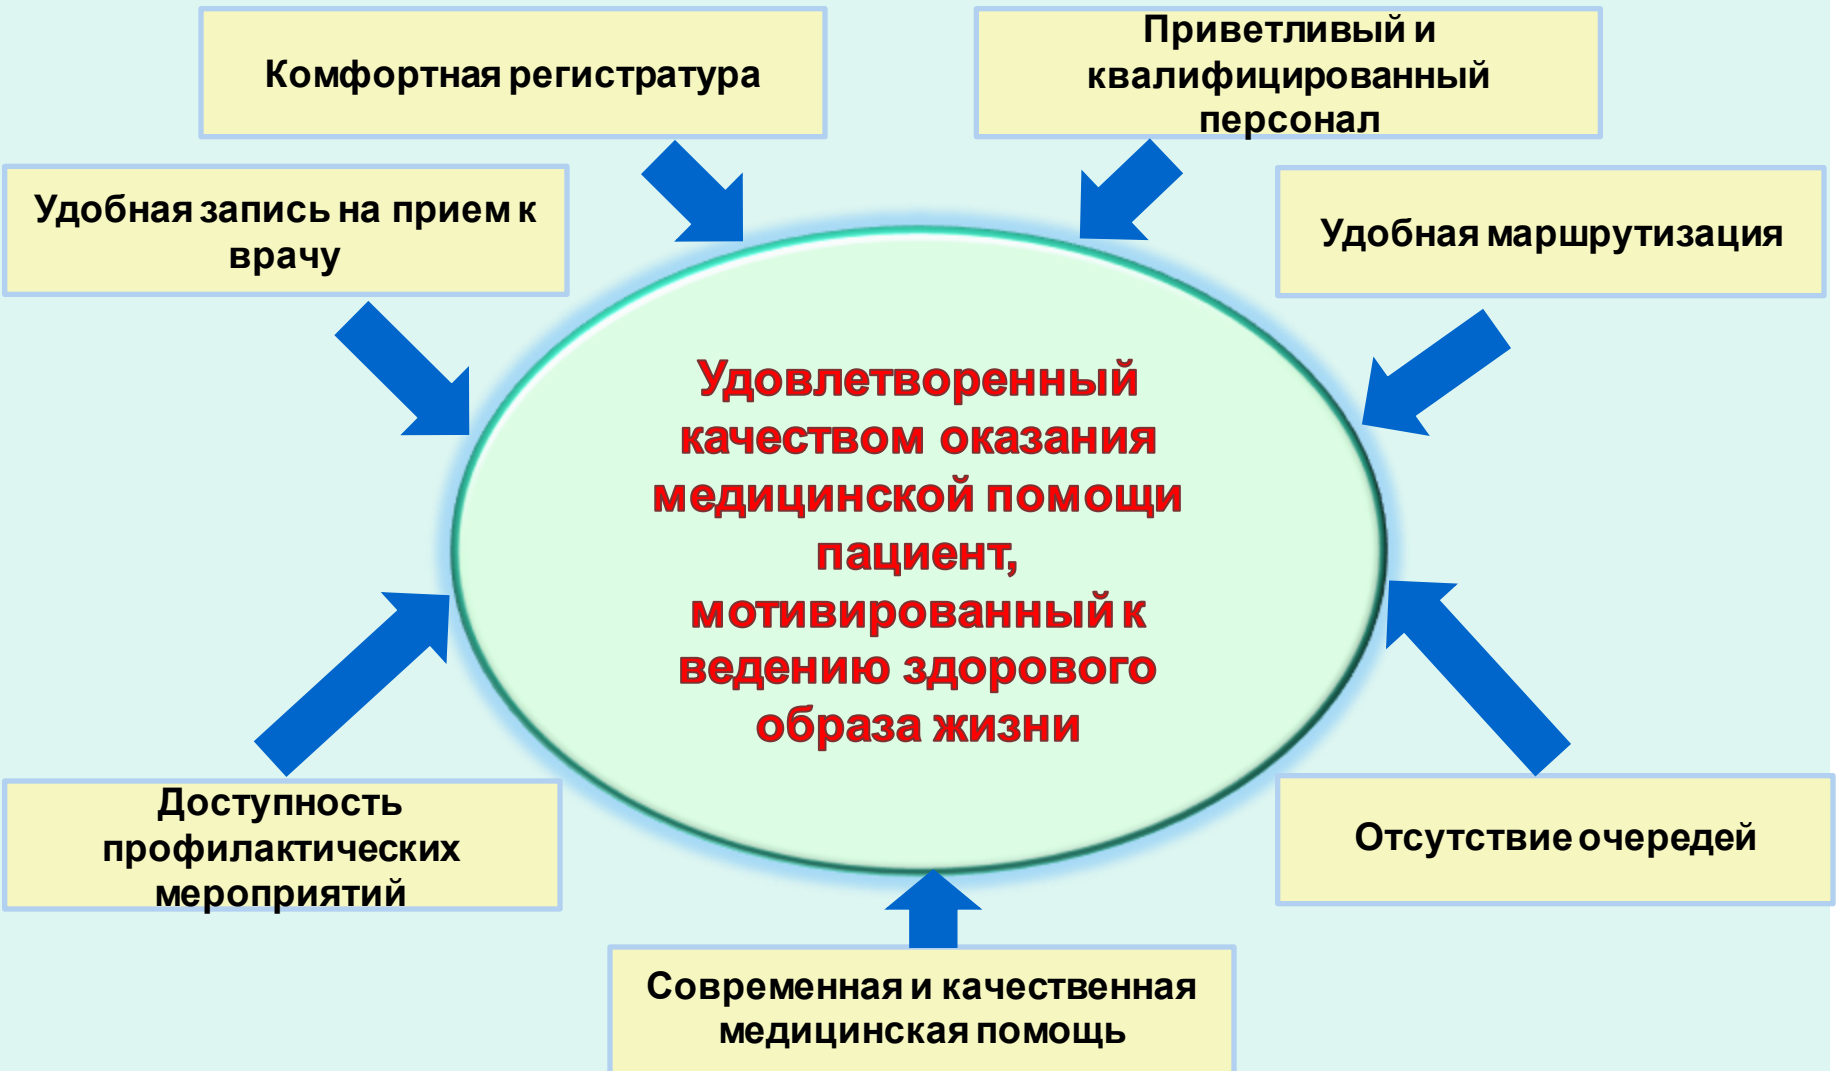 Комфортная регистратура
Приветливый и
квалифицированный
персонал
Удобная запись на прием к
врачу
Удобная маршрутизация
Удовлетворенный
качеством оказания
медицинской помощи
пациент,
мотивированный к
ведению здорового
образа жизни
Доступность
профилактических
мероприятий
Отсутствие очередей
Современная и качественная
медицинская помощь